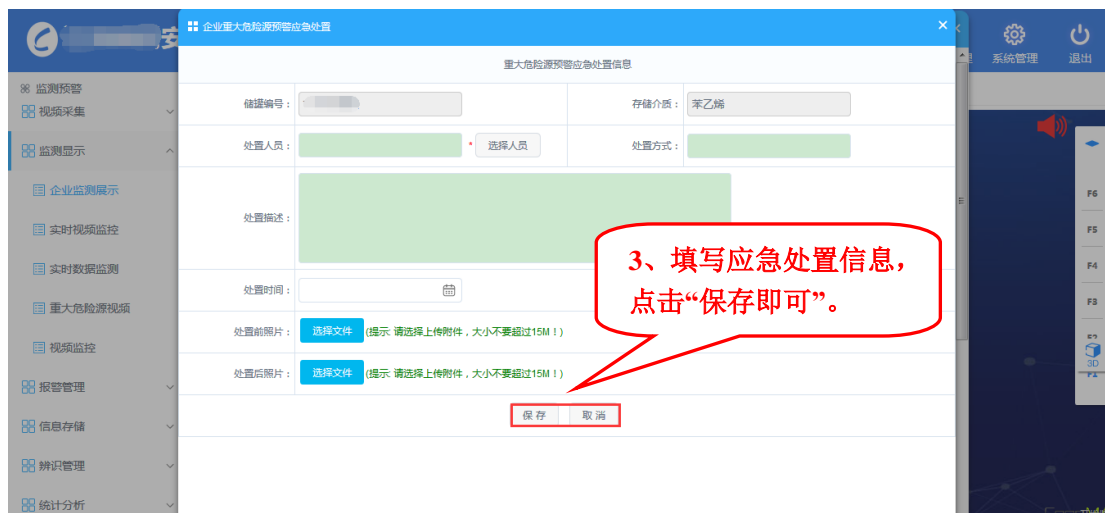 安
企业重大危险源预警应急处置
×
系统管理
退出
重大危险源预警应急处置信息
监测预警
视频采集
监测显示
企业监测展示
实时视频监控
实时数据监测
重大危险源视频
视频监控
报警管理
信息存储
辨识管理
统计分析
储罐编号：
存储介质：
苯乙烯
处置人员：
* 选择人员
处置方式：
处置描述：
处置时间：
处置前照片：
选择文件 (提示:请选择上传附件，大小不要超过15M！)
处置后照片：
选择文件 (提示:请选择上传附件，大小不要超过15M！)
保存 取消
3、填写应急处置信息，
点击“保存即可”。
F6
F5
F4
F3
F2
3D
F1